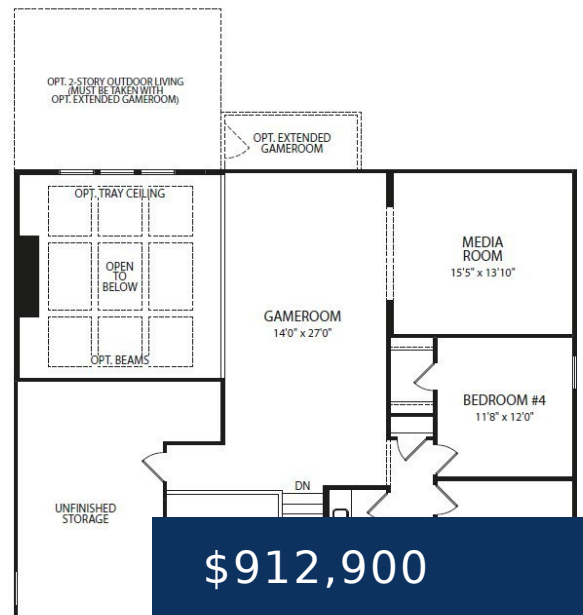 OPT. 2-STORY OUTDOOR LIVING
(MUST BE TAKEN WITH
OPT. EXTENDED GAMEROOM)
OPT. EXTENDED
GAMEROOM
OPT. TRAY CEILING
OPEN
TO
BELOW
OPT. BEAMS
MEDIA
ROOM
15'5" x 13'10"
GAMEROOM
14'0" x 27'0"
BEDROOM #4
11'8" x 12'0"
DN
UNFINISHED
STORAGE
$912,900